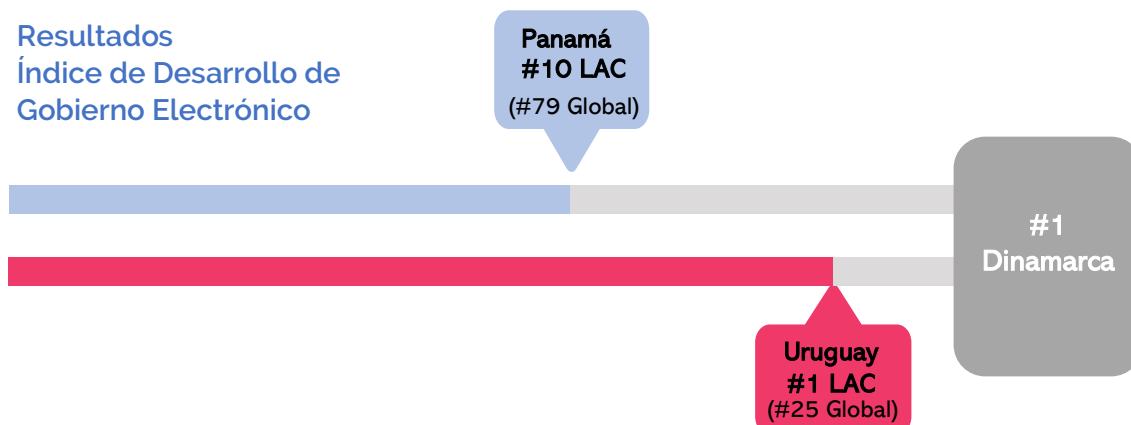 Resultados
Índice de Desarrollo de
Gobierno Electrónico
Panamá
#10 LAC
(#79 Global)
#1
Dinamarca
Uruguay
#1 LAC
(#25 Global)